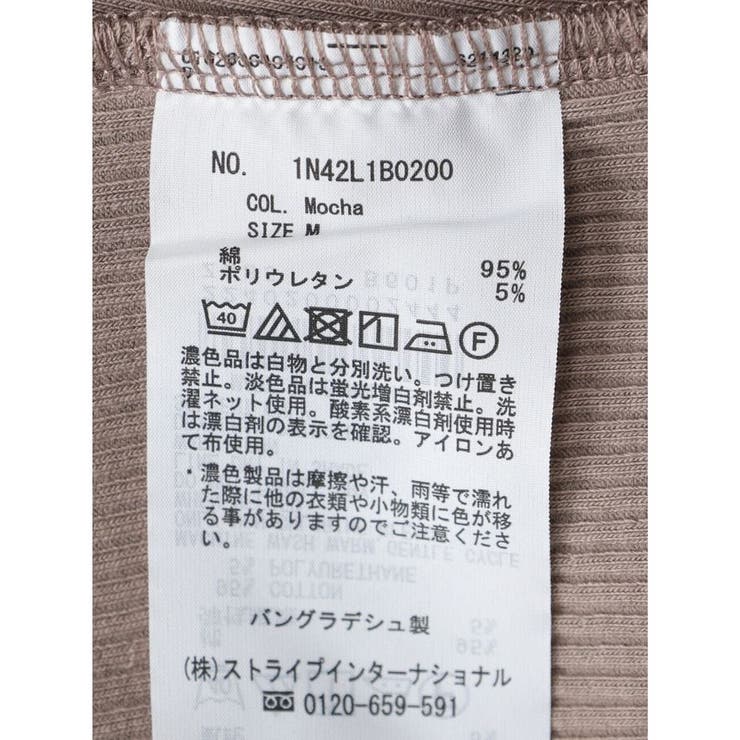 NO. 1N42L1B0200
COL. Mocha
SIZE M
綿 95%
ポリウレタン 5%
40 F
濃色品は白物と分別洗い。つけ置き
禁止。淡色品は蛍光増白剤禁止。洗
濯ネット使用。酸素系漂白剤使用時
は漂白剤の表示を確認。アイロンあ
て布使用。
・濃色製品は摩擦や汗、雨等で濡れ
た際に他の衣類や小物類に色が移
る事がありますのでご注意くださ
い。
バングラデシュ製
(株)ストライプインターナショナル
0120-659-591